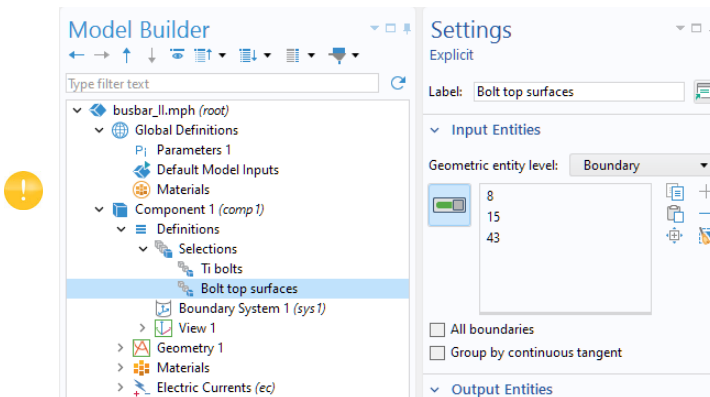 Model Builder
Type filter text
busbar_ll.mph (root)
Global Definitions
Pi Parameters 1
Default Model Inputs
Materials
Component 1 (comp1)
Definitions
Selections
Ti bolts
Bolt top surfaces
Boundary System 1 (sys1)
View 1
Geometry 1
Materials
Electric Currents (ec)
Settings
Explicit
Label: Bolt top surfaces
Input Entities
Geometric entity level: Boundary
8
15
43
All boundaries
Group by continuous tangent
Output Entities